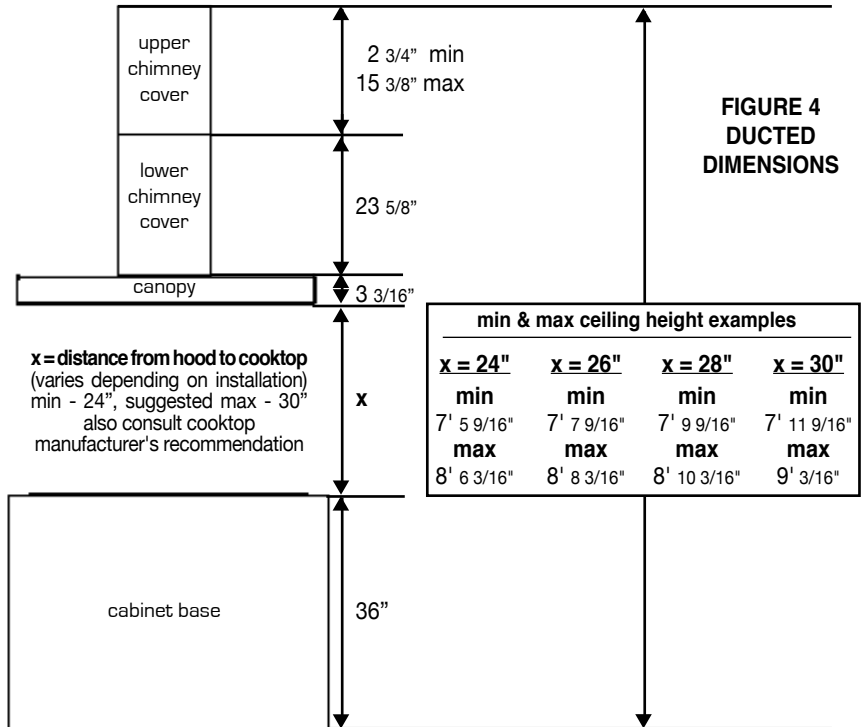 upper
chimney
cover
2 3/4” min
15 3/8” max
FIGURE 4
DUCTED
DIMENSIONS
lower
chimney
cover
23 5/8”
canopy
3 3/16”
x = distance from hood to cooktop
(varies depending on installation)
min - 24”, suggested max - 30”
also consult cooktop
manufacturer's recommendation
x
min & max ceiling height examples
x = 24" x = 26" x = 28" x = 30"
min min min min
7' 5 9/16" 7' 7 9/16" 7' 9 9/16" 7' 11 9/16"
max max max max
8' 6 3/16" 8' 8 3/16" 8' 10 3/16" 9' 3/16"
cabinet base
36”